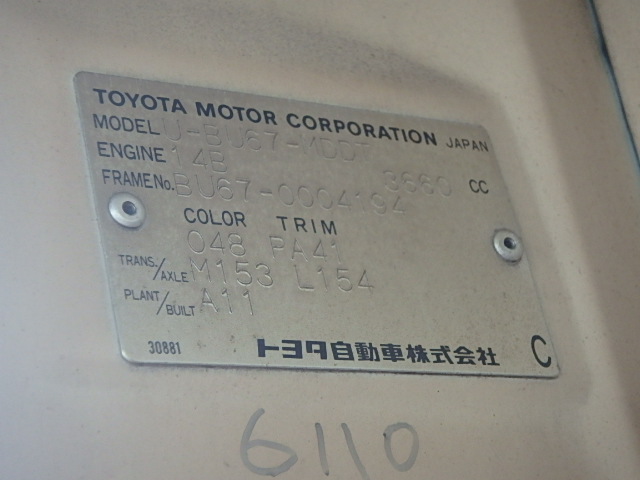 TOYOTA MOTOR CORPORATION JAPAN
MODEL U-BU67-MDDT
ENGINE 14B 3660 CC
FRAME No. BU67-0004194
COLOR TRIM
048 PA41
TRANS./AXLE M153 L154
PLANT/BUILT A11
30881 トヨタ自動車株式会社 C
6110